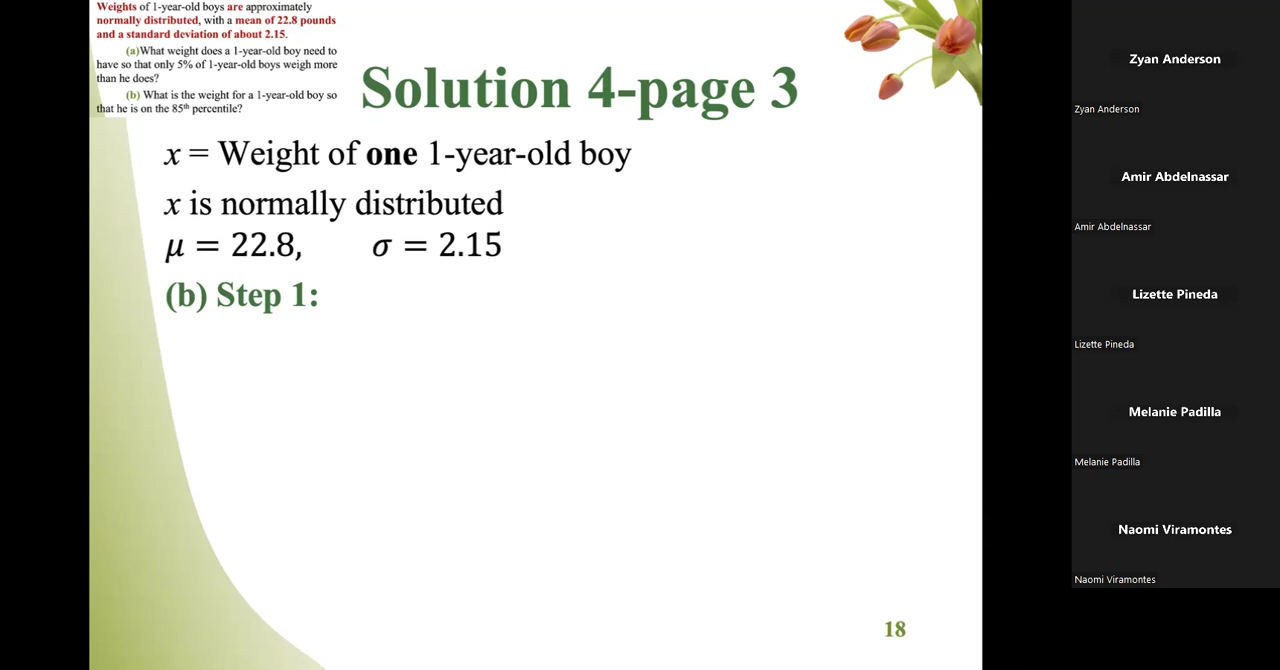 Weights of 1-year-old boys are approximately
normally distributed, with a mean of 22.8 pounds
and a standard deviation of about 2.15.
(a)What weight does a 1-year-old boy need to
have so that only 5% of 1-year-old boys weigh more
than he does?
(b) What is the weight for a 1-year-old boy so
that he is on the 85th percentile?
Solution 4-page 3
x = Weight of one 1-year-old boy
x is normally distributed
μ = 22.8, σ = 2.15
(b) Step 1:
18
Zyan Anderson
Zyan Anderson
Amir Abdelnassar
Amir Abdelnassar
Lizette Pineda
Lizette Pineda
Melanie Padilla
Melanie Padilla
Naomi Viramontes
Naomi Viramontes